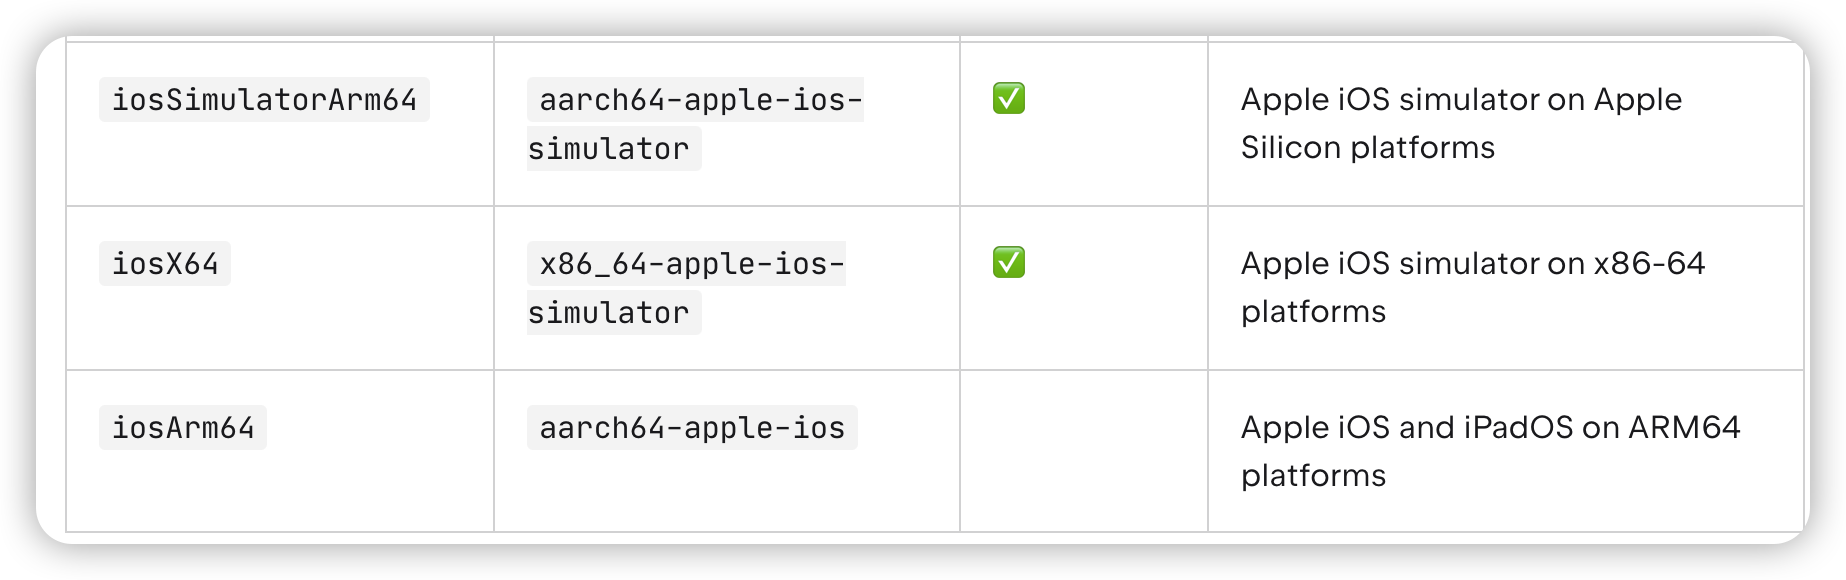 iosSimulatorArm64
aarch64-apple-ios-
simulator
✅
Apple iOS simulator on Apple
Silicon platforms
iosX64
x86_64-apple-ios-
simulator
✅
Apple iOS simulator on x86-64
platforms
iosArm64
aarch64-apple-ios
Apple iOS and iPadOS on ARM64
platforms